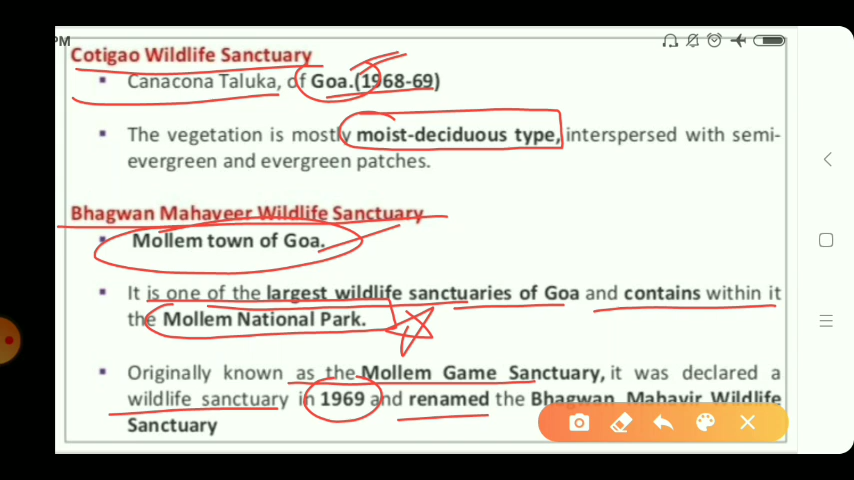 PM
Cotigao Wildlife Sanctuary
▪ Canacona Taluka, of Goa.(1968-69)
▪ The vegetation is mostly moist-deciduous type, interspersed with semi-
evergreen and evergreen patches.
Bhagwan Mahaveer Wildlife Sanctuary
▪ Mollem town of Goa.
▪ It is one of the largest wildlife sanctuaries of Goa and contains within it
the Mollem National Park.
▪ Originally known as the Mollem Game Sanctuary, it was declared a
wildlife sanctuary in 1969 and renamed the Bhagwan Mahavir Wildlife
Sanctuary